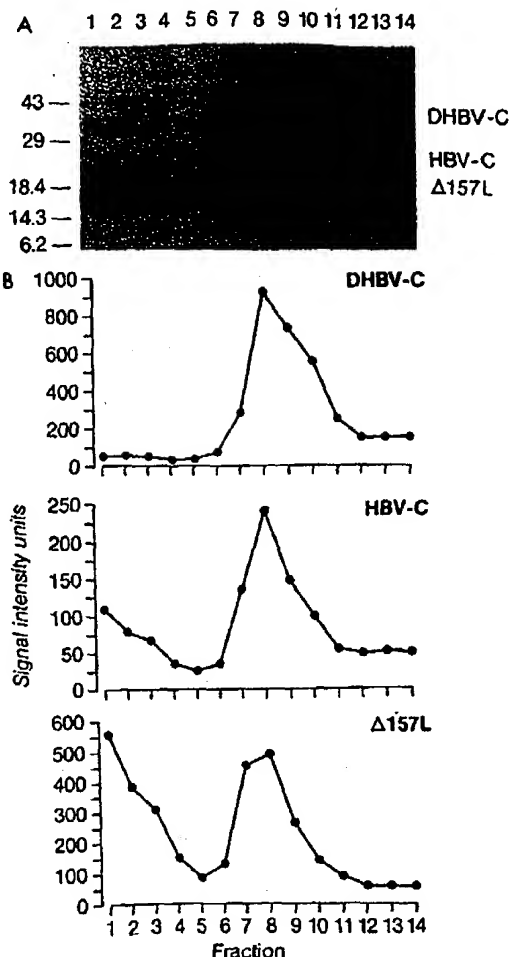 A 1 2 3 4 5 6 7 8 9 10 11 12 13 14
43
29
18.4
14.3
6.2
DHBV-C
HBV-C
Δ157L
B
DHBV-C
1000
800
600
400
200
0
HBV-C
250
200
150
100
50
0
Signal intensity units
Δ157L
600
500
400
300
200
100
0
1 2 3 4 5 6 7 8 9 10 11 12 13 14
Fraction